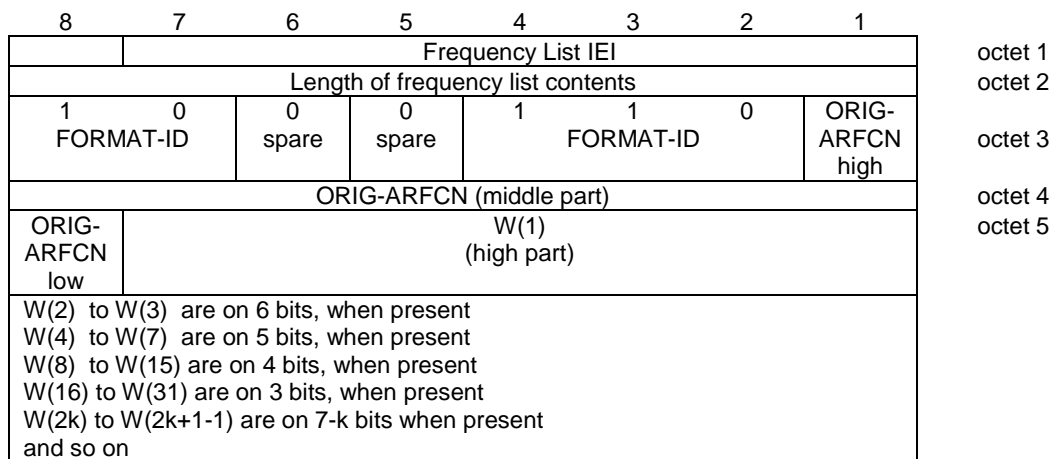 8 7 6 5 4 3 2 1
Frequency List IEI octet 1
Length of frequency list contents octet 2
1 0 0 0 1 1 0 ORIG-
FORMAT-ID spare spare FORMAT-ID ARFCN octet 3
high
ORIG-ARFCN (middle part) octet 4
ORIG- W(1) octet 5
ARFCN (high part)
low
W(2) to W(3) are on 6 bits, when present
W(4) to W(7) are on 5 bits, when present
W(8) to W(15) are on 4 bits, when present
W(16) to W(31) are on 3 bits, when present
W(2k) to W(2k+1-1) are on 7-k bits when present
and so on